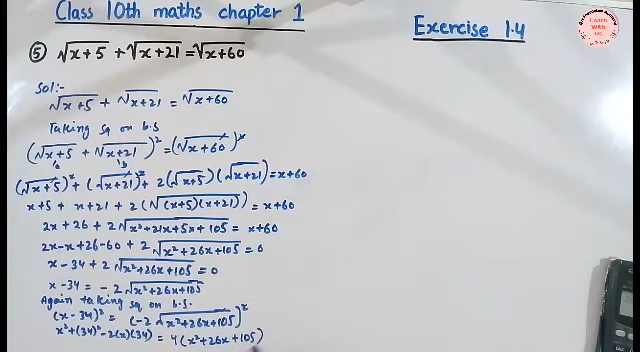 Class 10th maths chapter 1
Exercise 1.4
Learn
With
Us
⑤ √x+5 + √x+21 = √x+60
Sol:-
√x+5 + √x+21 = √x+60
Taking sq on b.s
(√x+5 + √x+21)² = (√x+60)²
a b
(√x+5)² + (√x+21)² + 2(√x+5)(√x+21) = x+60
x+5 + x+21 + 2(√(x+5)(x+21)) = x+60
2x+26 + 2√x²+21x+5x+105 = x+60
2x-x+26-60 + 2√x²+26x+105 = 0
x-34 + 2√x²+26x+105 = 0
x-34 = -2√x²+26x+105
Again taking sq on b.s.
(x-34)² = (-2√x²+26x+105)²
x²+(34)²-2(x)(34) = 4(x²+26x+105)